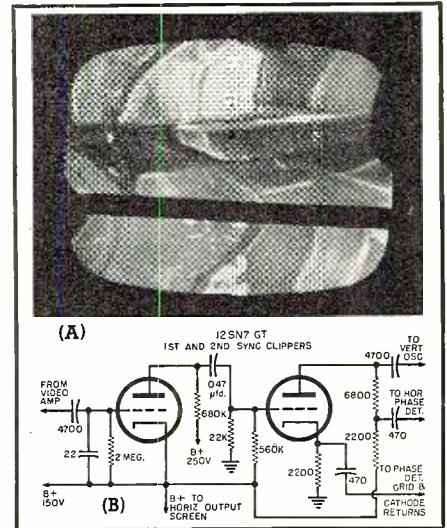 (A)
12SN7 GT
1ST AND 2ND SYNC CLIPPERS
FROM
VIDEO
AMP
4700
22
2 MEG.
B+
150V
(B)
.047
µfd.
680K
B+
250V
22K
560K
B+ TO
HORIZ OUTPUT
SCREEN
2200
470
4700
TO
VERT
OSC
6800
TO HOR
PHASE
DET.
2200
470
TO PHASE
DET.
GRID &
CATHODE
RETURNS